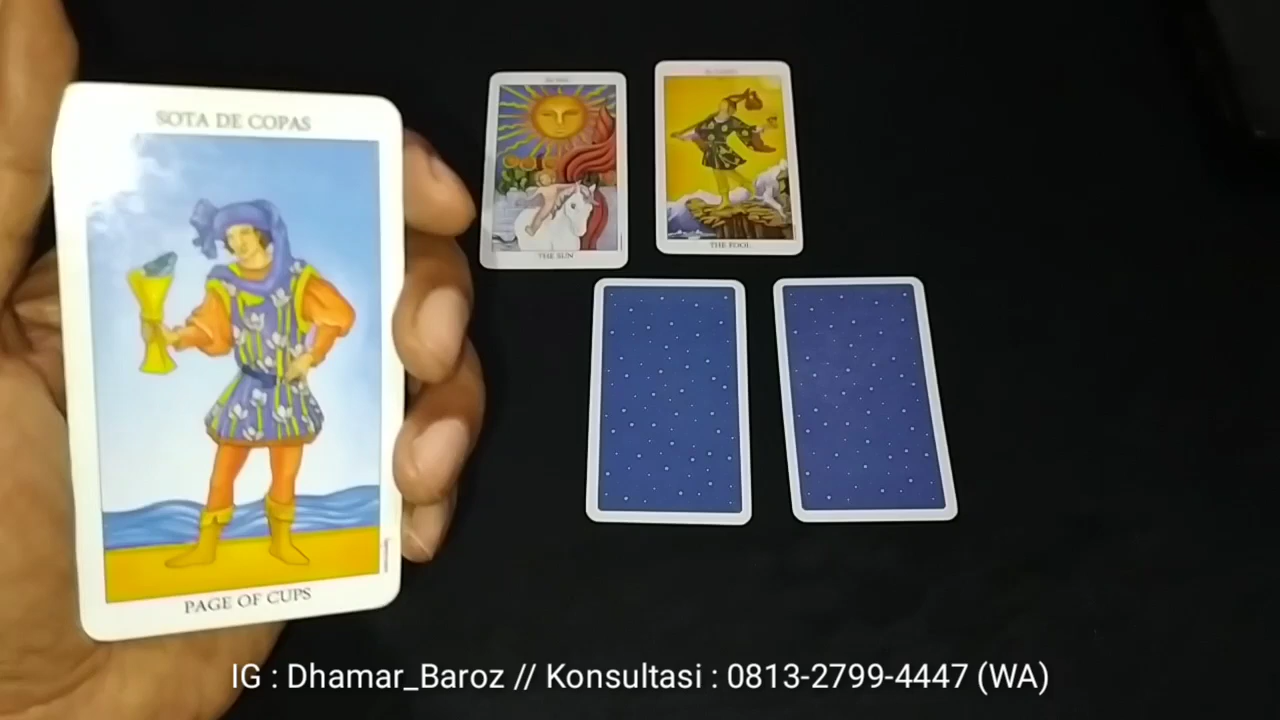 SOTA DE COPAS
PAGE OF CUPS
THE SUN
THE FOOL
IG : Dhamar_Baroz // Konsultasi : 0813-2799-4447 (WA)